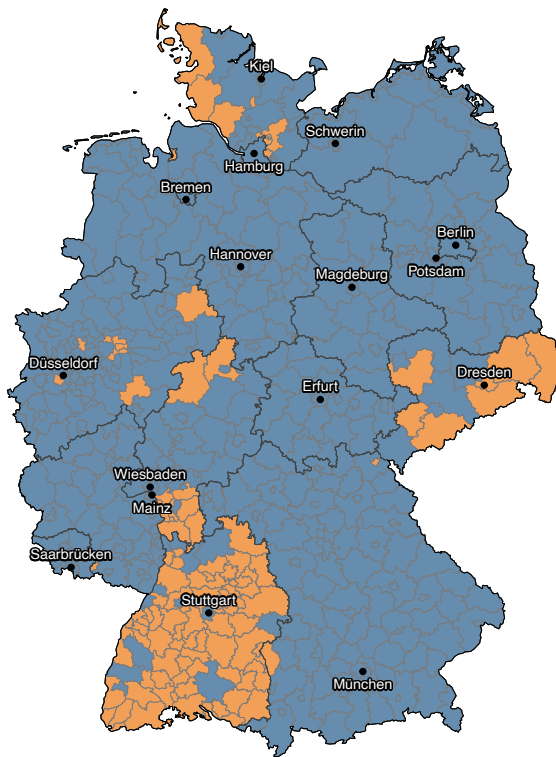 Kiel
Schwerin
Hamburg
Bremen
Berlin
Hannover
Potsdam
Magdeburg
Düsseldorf
Dresden
Erfurt
Wiesbaden
Mainz
Saarbrücken
Stuttgart
München